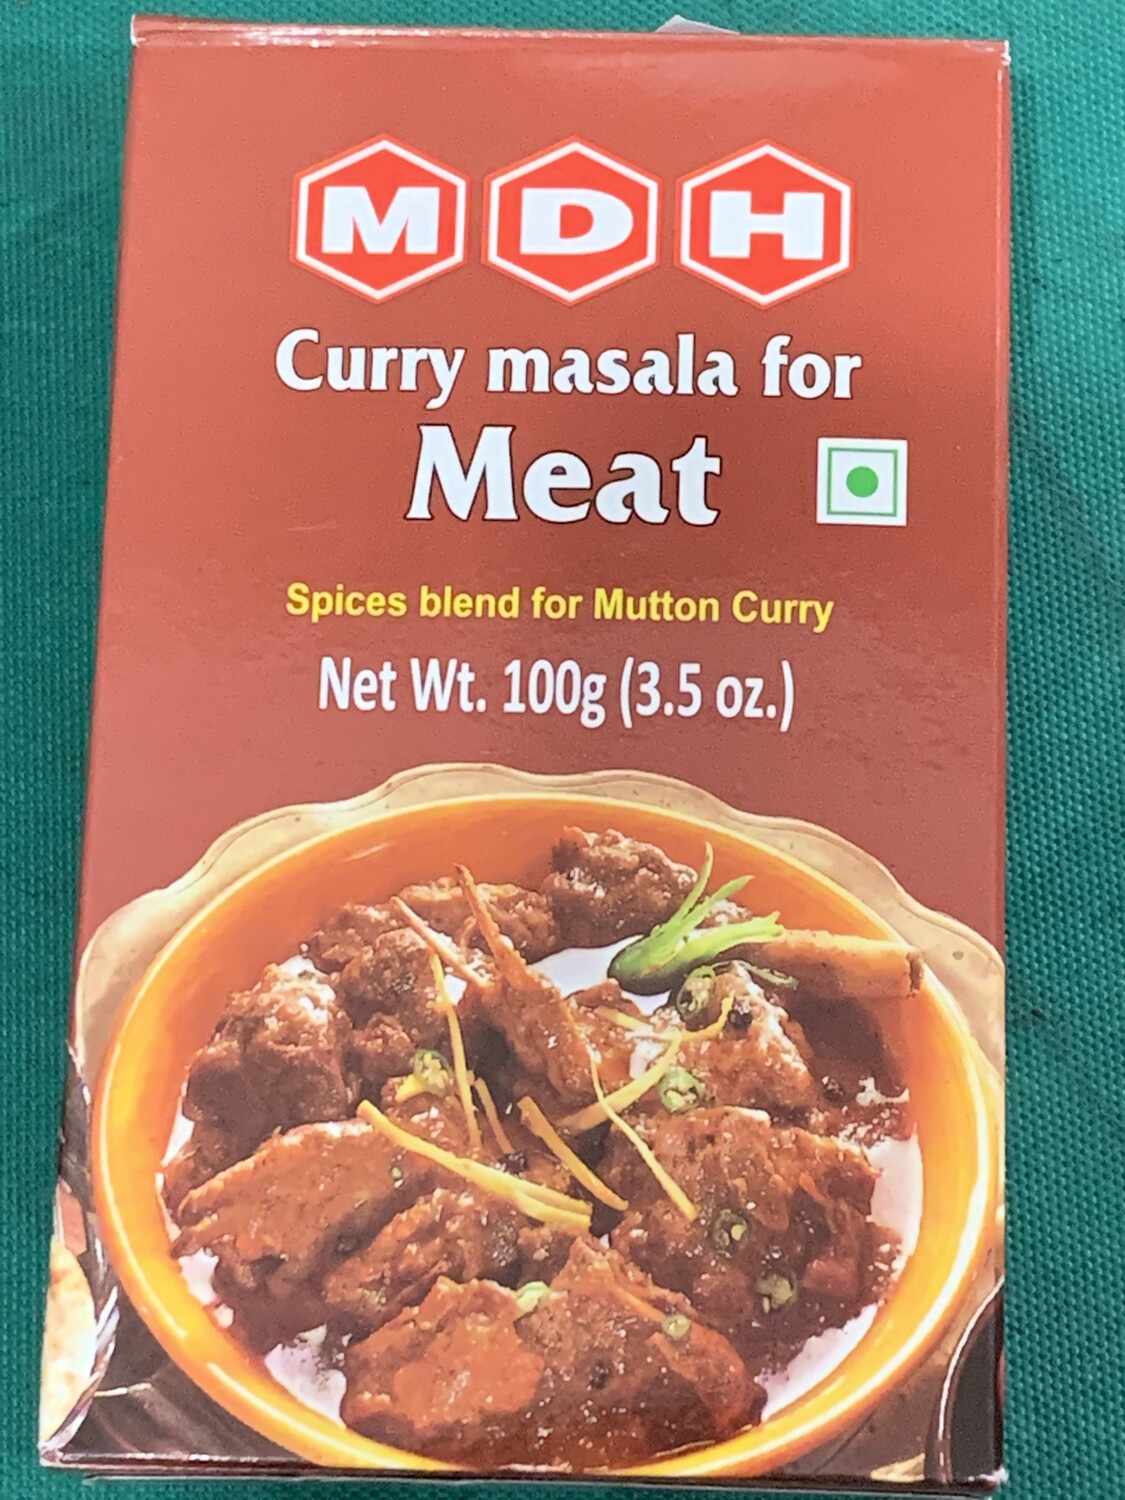 MDH
Curry masala for
Meat
Spices blend for Mutton Curry
Net Wt. 100g (3.5 oz.)